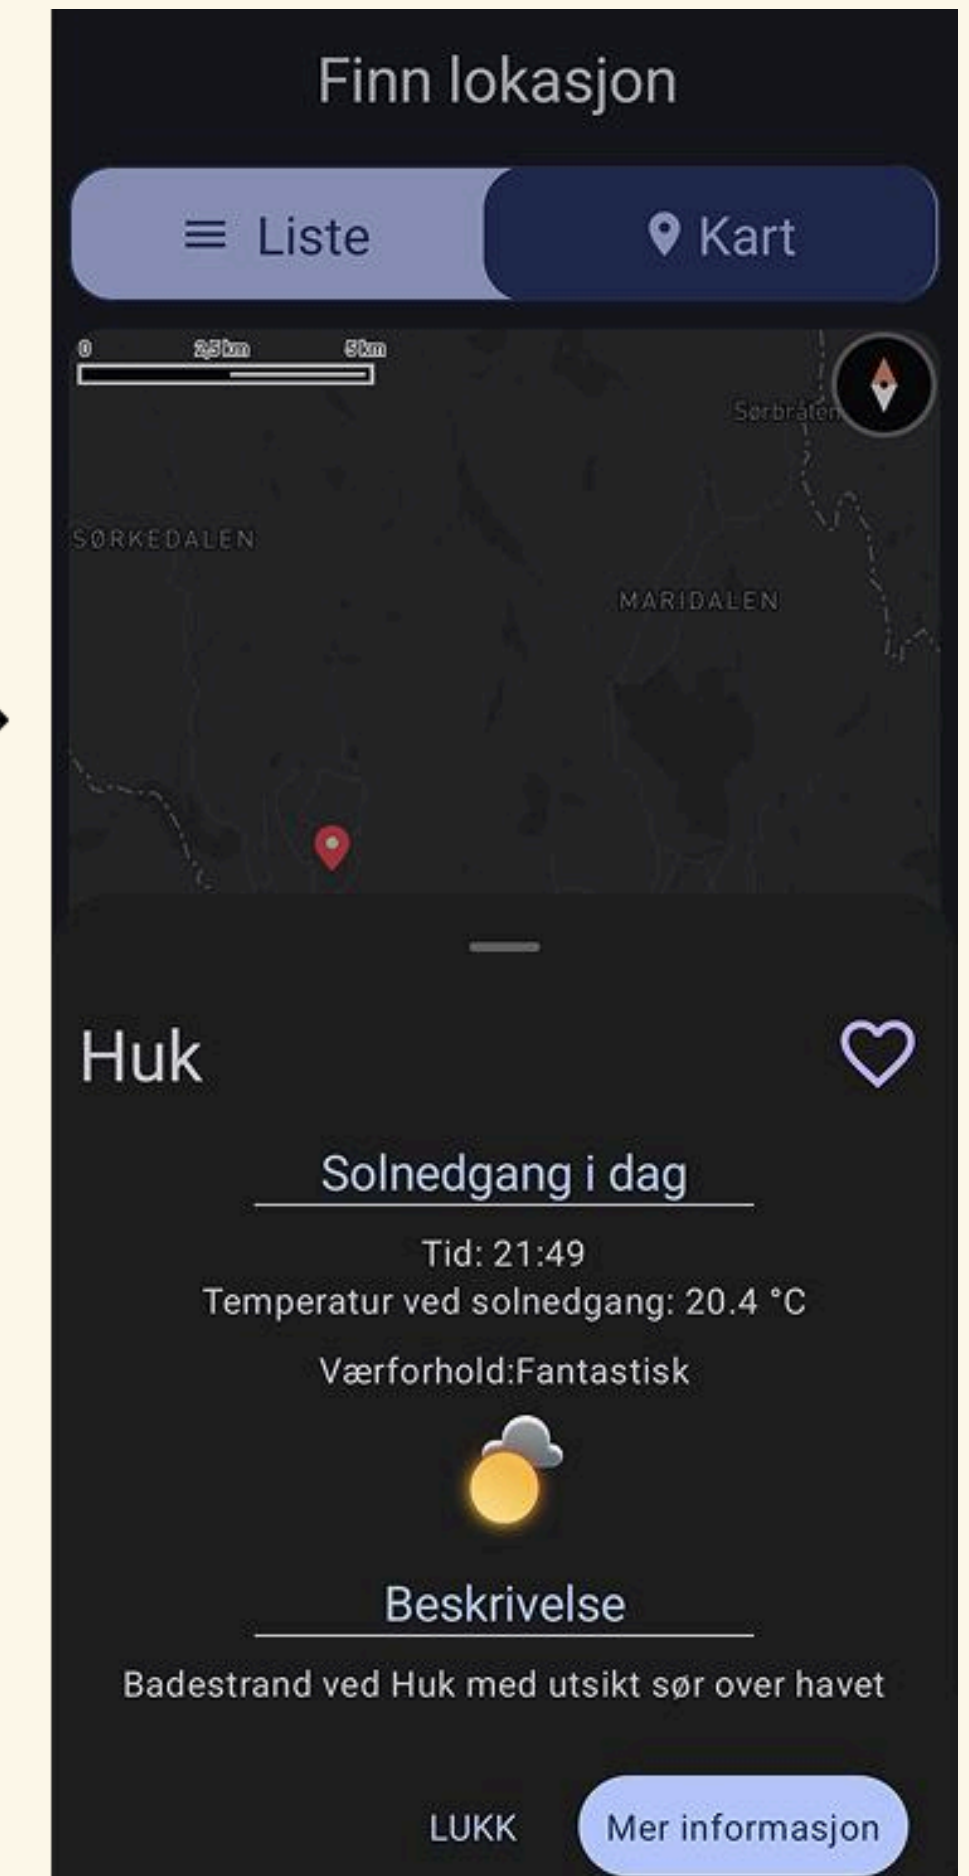 Finn lokasjon
Liste
Kart
0 2,5 km 5 km
Sørbråten
SØRKEDALEN
MARIDALEN
Huk
Solnedgang i dag
Tid: 21:49
Temperatur ved solnedgang: 20.4 °C
Værforhold:Fantastisk
Beskrivelse
Badestrand ved Huk med utsikt sør over havet
LUKK
Mer informasjon